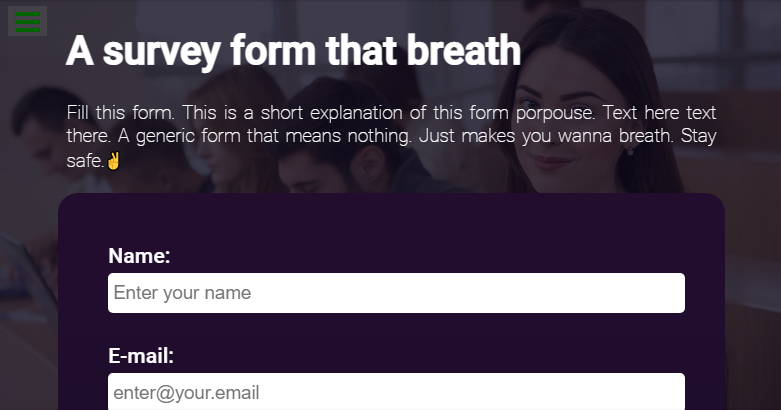 A survey form that breath
Fill this form. This is a short explanation of this form porpouse. Text here text
there. A generic form that means nothing. Just makes you wanna breath. Stay
safe.✌
Name:
Enter your name
E-mail:
enter@your.email